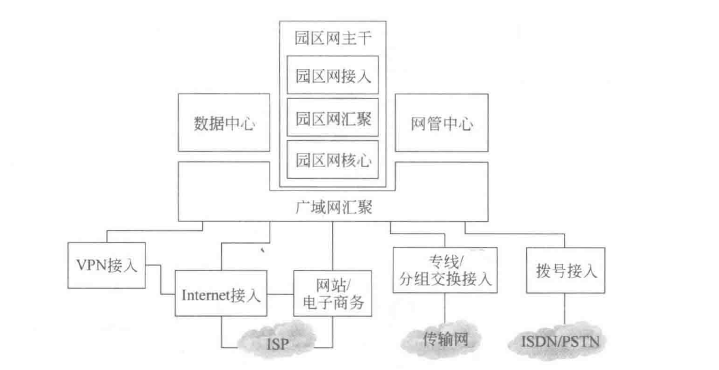 园区网主干
园区网接入
数据中心
园区网汇聚
网管中心
园区网核心
广域网汇聚
VPN接入
Internet接入
网站/
电子商务
专线/
分组交换接入
拨号接入
ISP
传输网
ISDN/PSTN